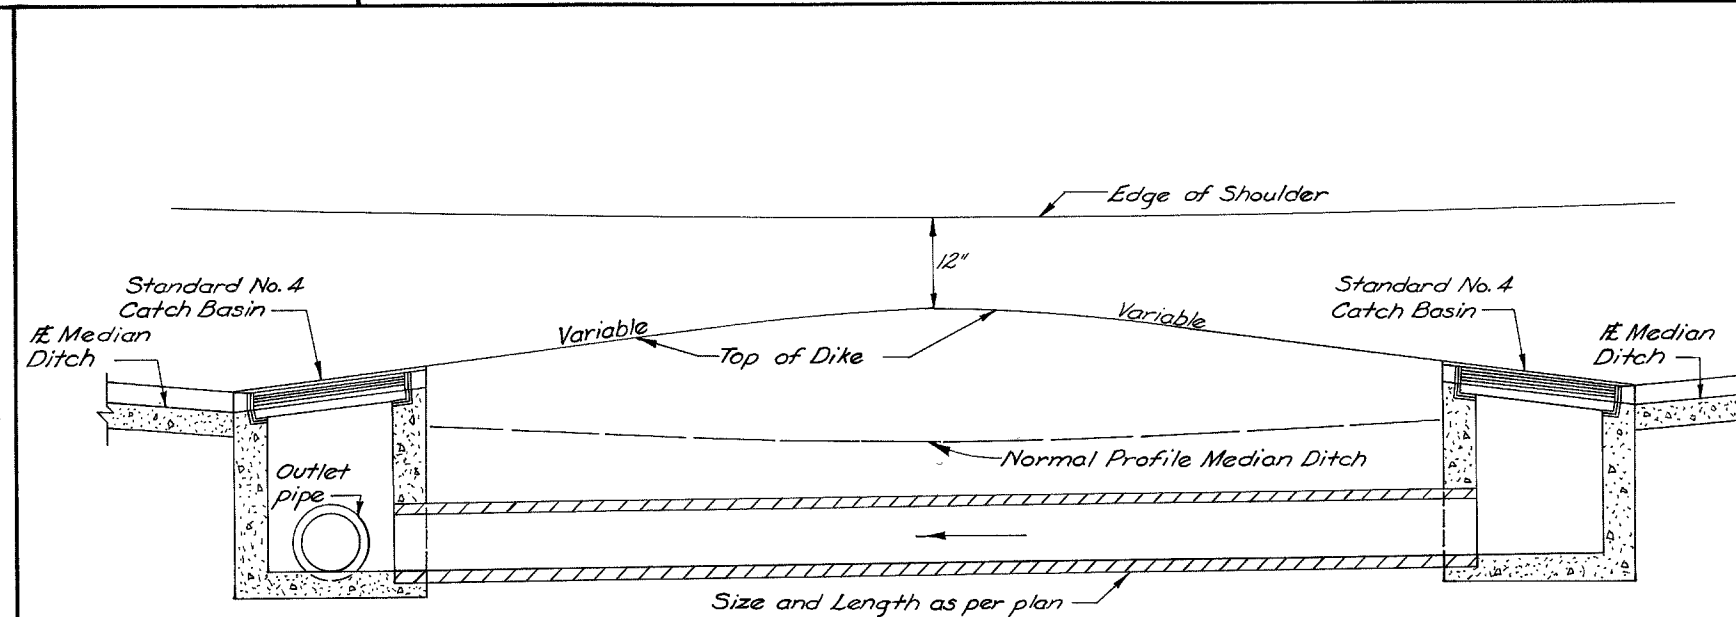 Edge of Shoulder
12"
Standard No. 4
Catch Basin
Standard No. 4
Catch Basin
Variable
Variable
℄ Median
Ditch
℄ Median
Ditch
Top of Dike
Normal Profile Median Ditch
Outlet
pipe
Size and Length as per plan